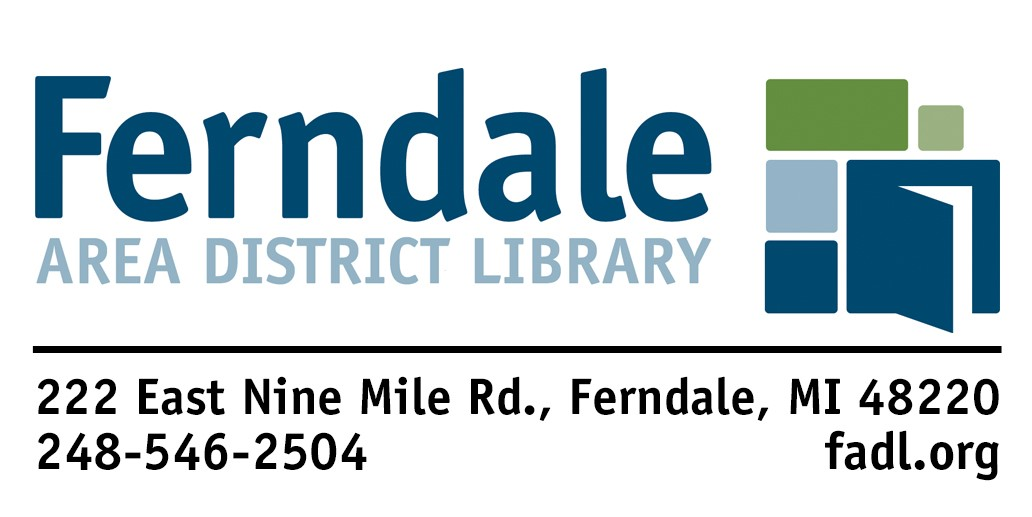 Ferndale
AREA DISTRICT LIBRARY
222 East Nine Mile Rd., Ferndale, MI 48220
248-546-2504 fadl.org